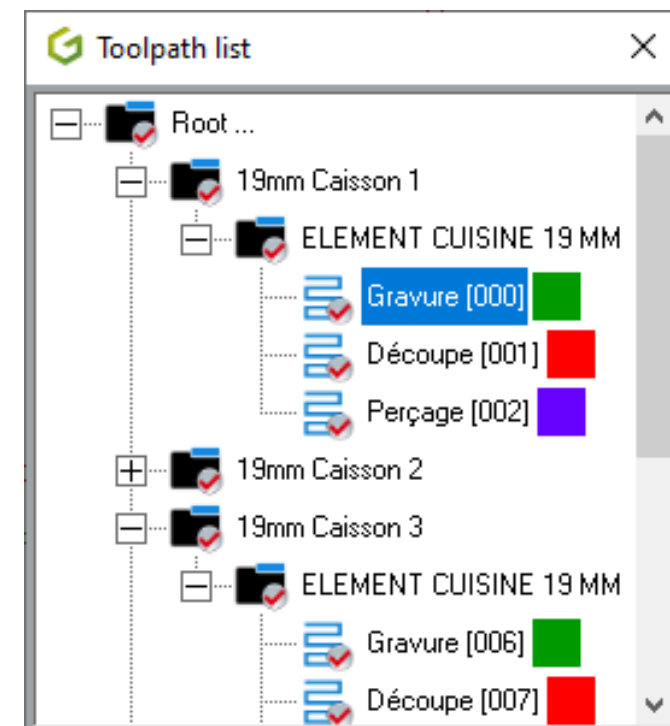 Toolpath list
Root ...
19mm Caisson 1
ELEMENT CUISINE 19 MM
Gravure [000]
Découpe [001]
Perçage [002]
19mm Caisson 2
19mm Caisson 3
ELEMENT CUISINE 19 MM
Gravure [006]
Découpe [007]